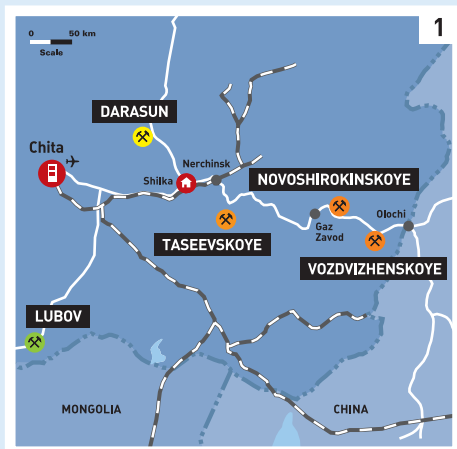 1
0 50 km
Scale
DARASUN
Chita
Nerchinsk
Shilka
NOVOSHIROKINSKOYE
Olochi
Gaz
Zavod
TASEEVSKOYE
VOZDVIZHENSKOYE
LUBOV
MONGOLIA
CHINA